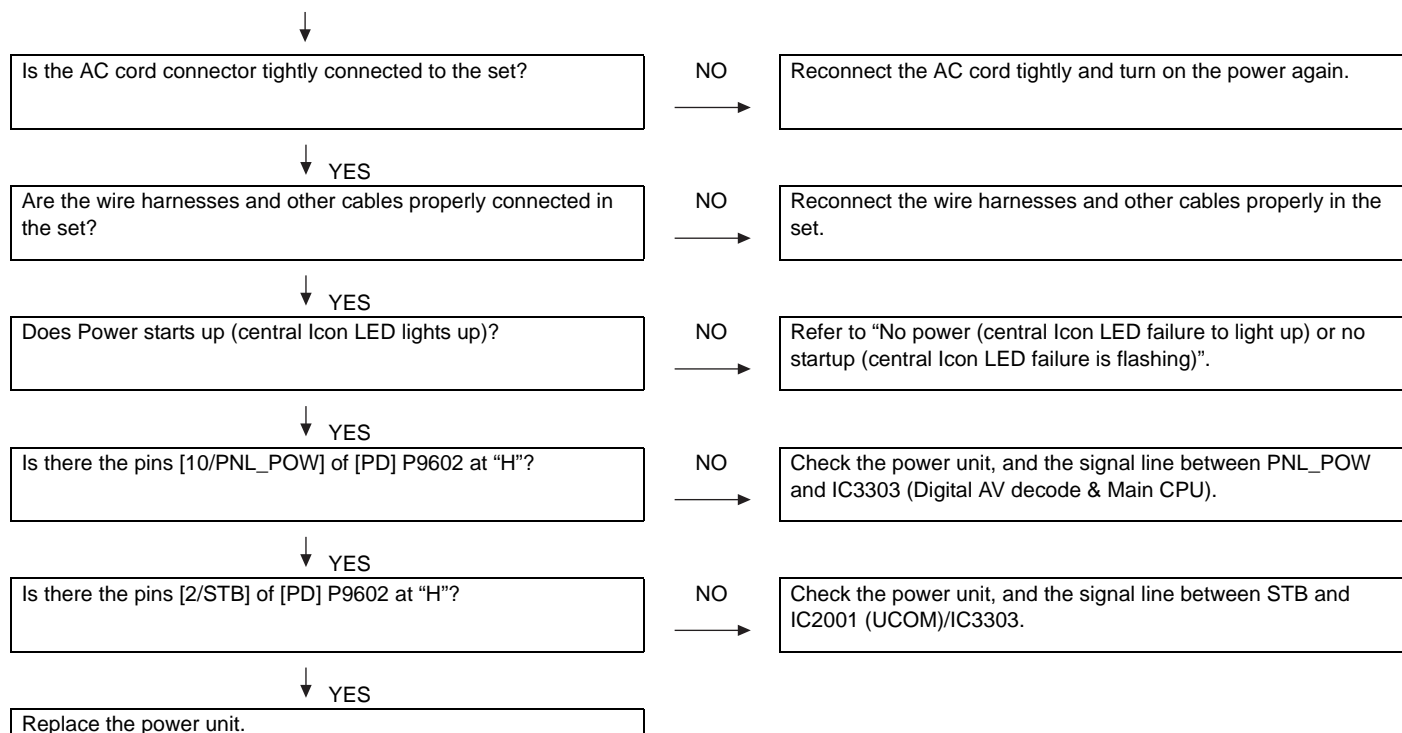 Is the AC cord connector tightly connected to the set?
NO
Reconnect the AC cord tightly and turn on the power again.
YES
Are the wire harnesses and other cables properly connected in
the set?
NO
Reconnect the wire harnesses and other cables properly in the
set.
YES
Does Power starts up (central Icon LED lights up)?
NO
Refer to “No power (central Icon LED failure to light up) or no
startup (central Icon LED failure is flashing)”.
YES
Is there the pins [10/PNL_POW] of [PD] P9602 at “H”?
NO
Check the power unit, and the signal line between PNL_POW
and IC3303 (Digital AV decode & Main CPU).
YES
Is there the pins [2/STB] of [PD] P9602 at “H”?
NO
Check the power unit, and the signal line between STB and
IC2001 (UCOM)/IC3303.
YES
Replace the power unit.